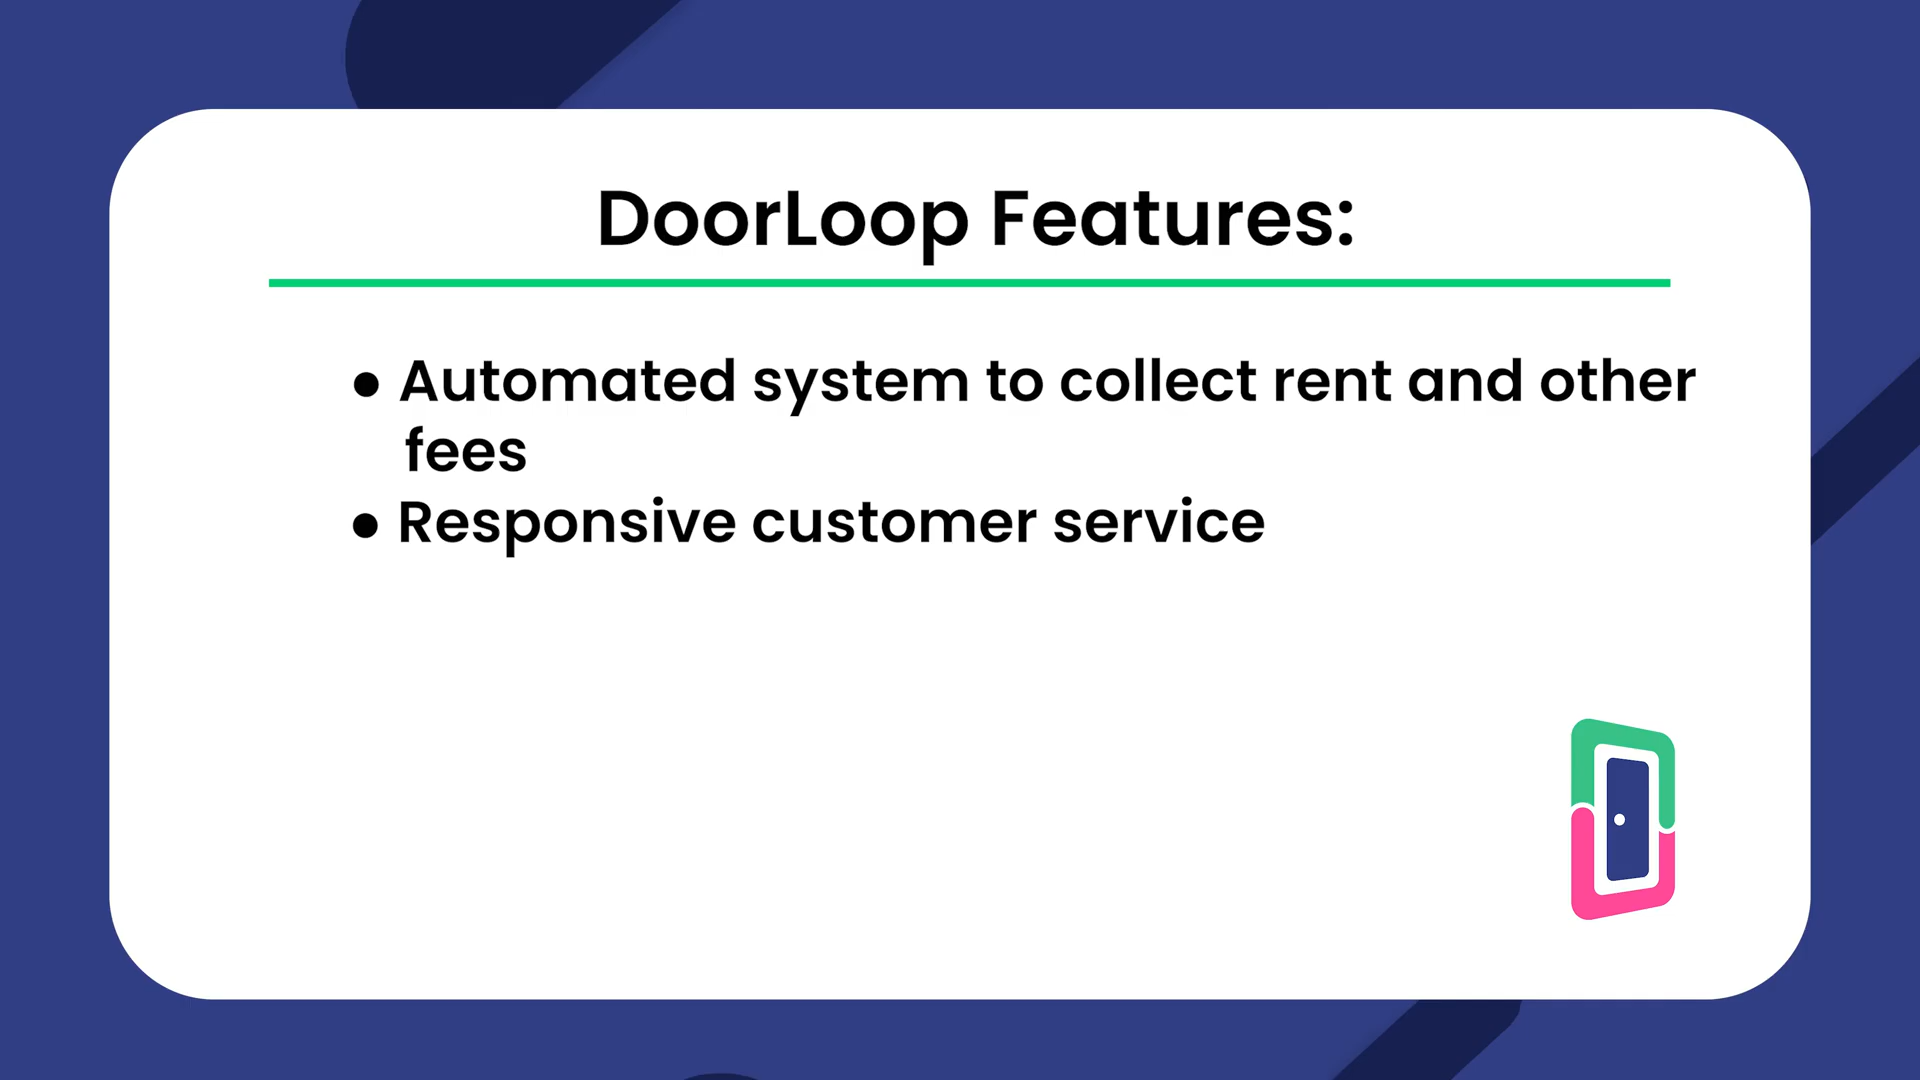 DoorLoop Features:
● Automated system to collect rent and other
fees
● Responsive customer service